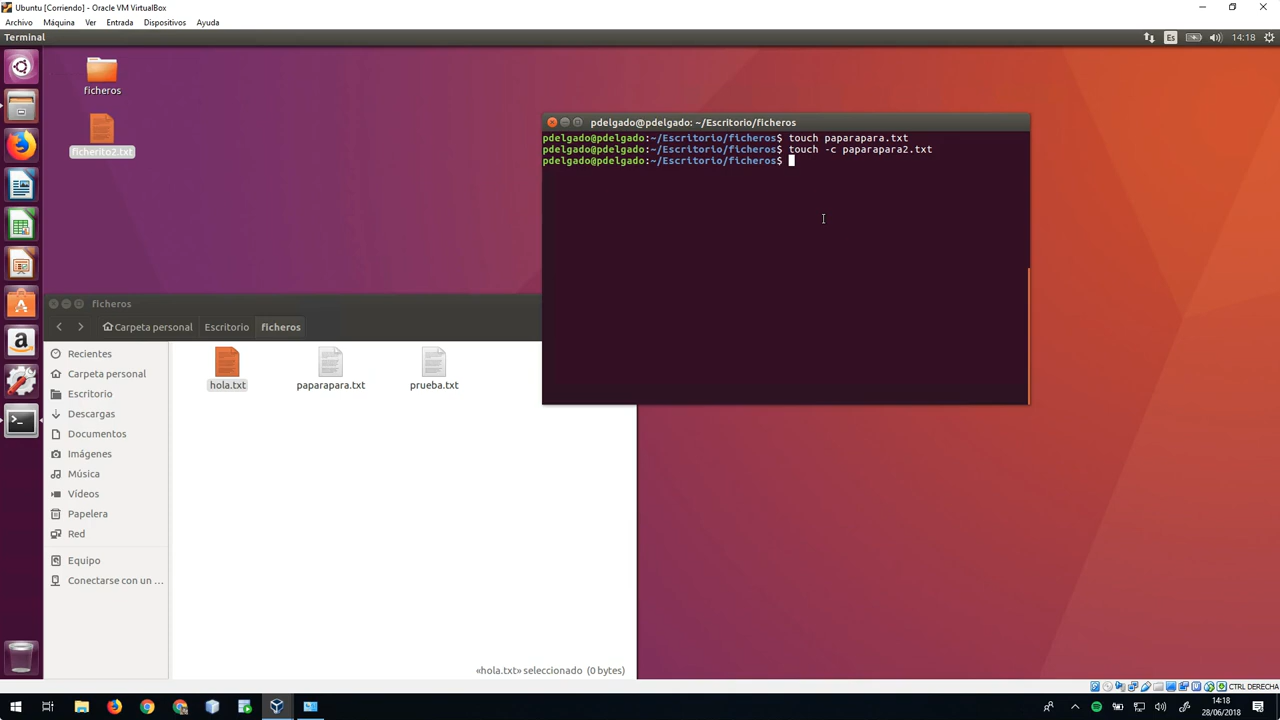 Ubuntu [Corriendo] - Oracle VM VirtualBox
Archivo Máquina Ver Entrada Dispositivos Ayuda
Terminal
Es
14:18
ficheros
ficherito2.txt
pdelgado@pdelgado: ~/Escritorio/ficheros
pdelgado@pdelgado:~/Escritorio/ficheros$ touch paparapara.txt
pdelgado@pdelgado:~/Escritorio/ficheros$ touch -c paparapara2.txt
pdelgado@pdelgado:~/Escritorio/ficheros$
ficheros
Carpeta personal Escritorio ficheros
Recientes
Carpeta personal
Escritorio
Descargas
Documentos
Imágenes
Música
Vídeos
Papelera
Red
Equipo
Conectarse con un ...
hola.txt
paparapara.txt
prueba.txt
«hola.txt» seleccionado (0 bytes)
CTRL DERECHA
14:18
28/06/2018